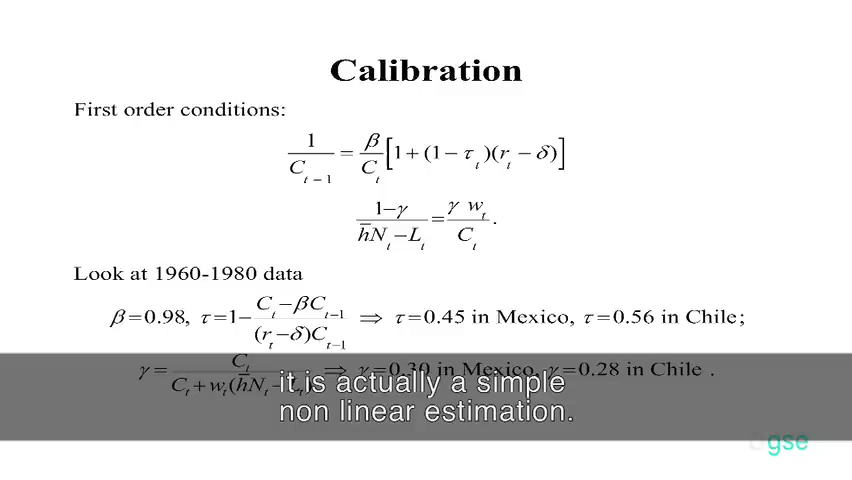 Calibration
First order conditions:
1/C_{t−1} = β/C_t [1+(1−τ_t)(r_t−δ)]
1−γ/h̄N_t−L_t = γ w_t/C_t.
Look at 1960-1980 data
β=0.98, τ=1− C_t−βC_{t−1}/(r_t−δ)C_{t−1} ⇒ τ=0.45 in Mexico, τ=0.56 in Chile;
γ= C_t/C_t+w_t(h̄N_t−L_t) ⇒ γ=0.30 in Mexico, γ=0.28 in Chile .
it is actually a simple
non linear estimation.
gse